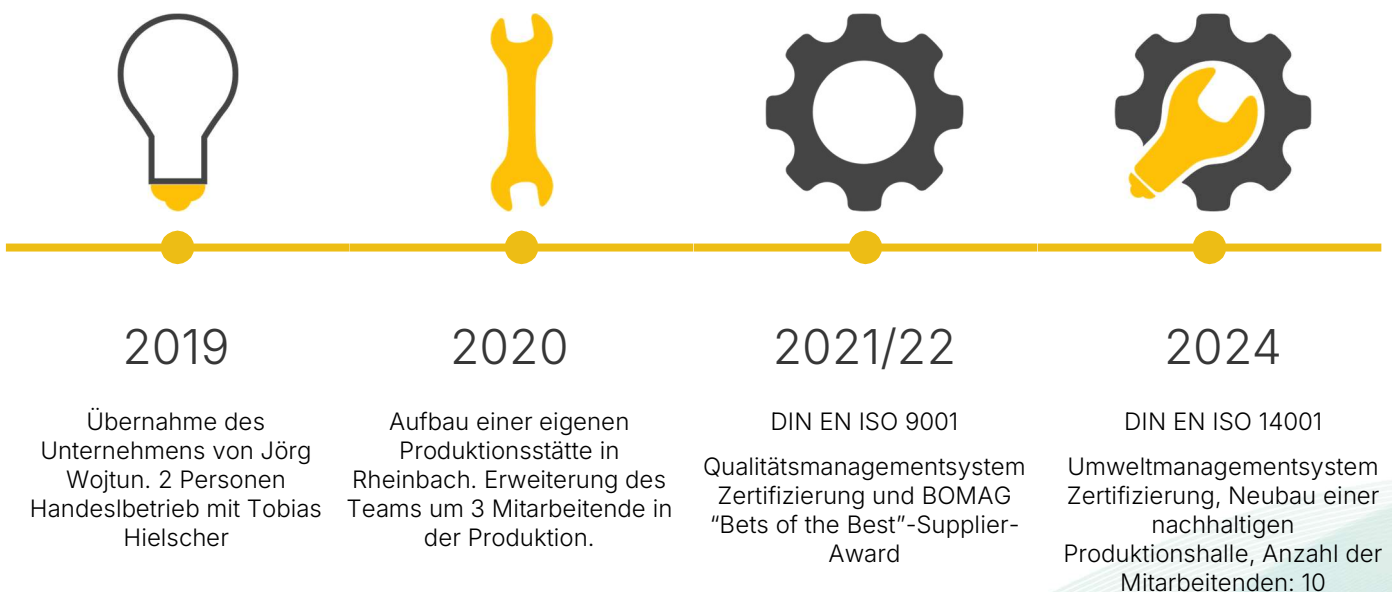 2019
Übernahme des
Unternehmens von Jörg
Wojtun. 2 Personen
Handeslbetrieb mit Tobias
Hielscher
2020
Aufbau einer eigenen
Produktionsstätte in
Rheinbach. Erweiterung des
Teams um 3 Mitarbeitende in
der Produktion.
2021/22
DIN EN ISO 9001
Qualitätsmanagementsystem
Zertifizierung und BOMAG
“Bets of the Best”-Supplier-
Award
2024
DIN EN ISO 14001
Umweltmanagementsystem
Zertifizierung, Neubau einer
nachhaltigen
Produktionshalle, Anzahl der
Mitarbeitenden: 10